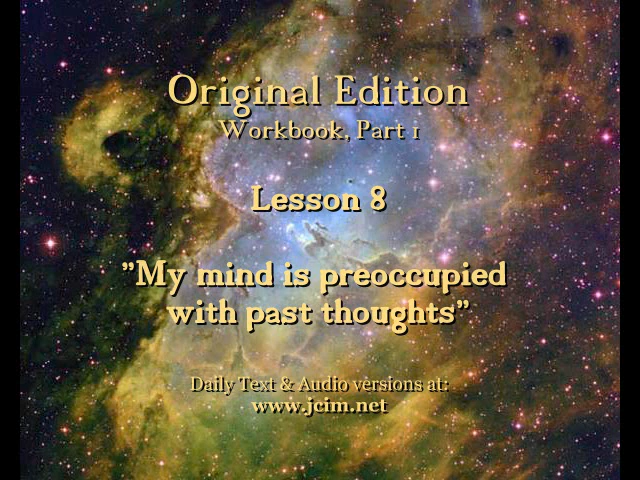 Original Edition
Workbook, Part 1
Lesson 8
"My mind is preoccupied
with past thoughts"
Daily Text & Audio versions at:
www.jcim.net